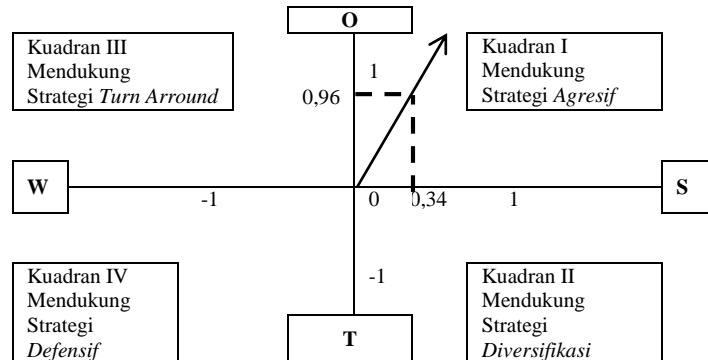 O
Kuadran III
Mendukung
Strategi Turn Arround
Kuadran I
Mendukung
Strategi Agresif
1
0,96
W
S
-1
0
0,34
1
Kuadran IV
Mendukung
Strategi
Defensif
-1
T
Kuadran II
Mendukung
Strategi
Diversifikasi